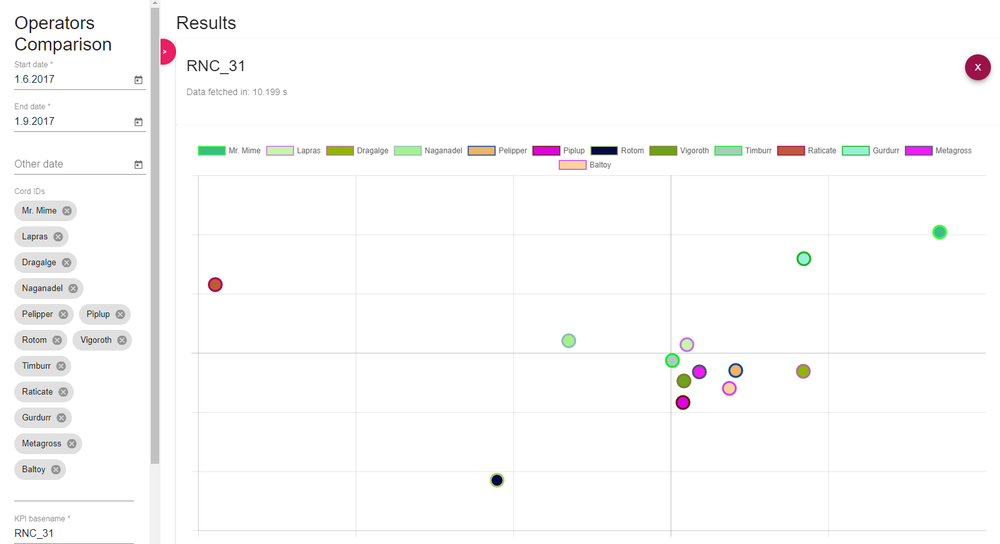 Operators
Comparison
Start date *
1.6.2017
End date *
1.9.2017
Other date
Cord IDs
Mr. Mime
Lapras
Dragalge
Naganadel
Pelipper Piplup
Rotom Vigoroth
Timburr
Raticate
Gurdurr
Metagross
Baltoy
KPI basename *
RNC_31
>
Results
RNC_31
X
Data fetched in: 10.199 s
Mr. Mime Lapras Dragalge Naganadel Pelipper Piplup Rotom Vigoroth Timburr Raticate Gurdurr Metagross
Baltoy